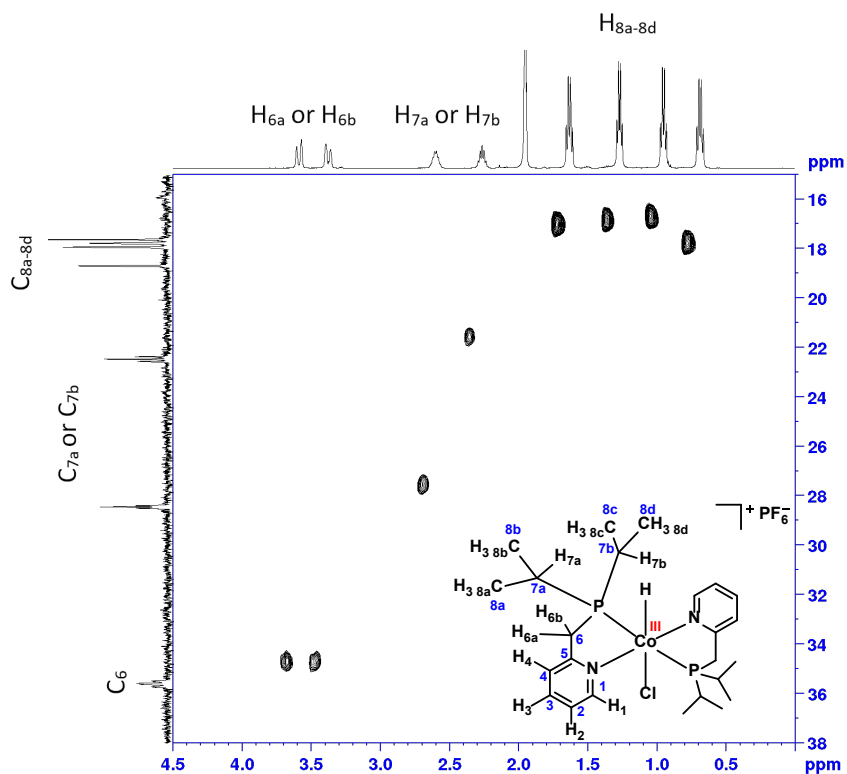 H8a-8d
H6a or H6b
H7a or H7b
ppm
16
18
20
22
24
26
28
30
32
34
36
38
C8a-8d
C7a or C7b
C6
4.5 4.0 3.5 3.0 2.5 2.0 1.5 1.0 0.5 ppm
+ PF6−
8c 8d
8b H3 8cC CH3 8d
H3 8bC H7a 7b H7b
H3 8aC 7a
8a H
H6b P N
H6a 6 III
H4 5 Co
4 N P
1 Cl
H3 3 2 H1
H2